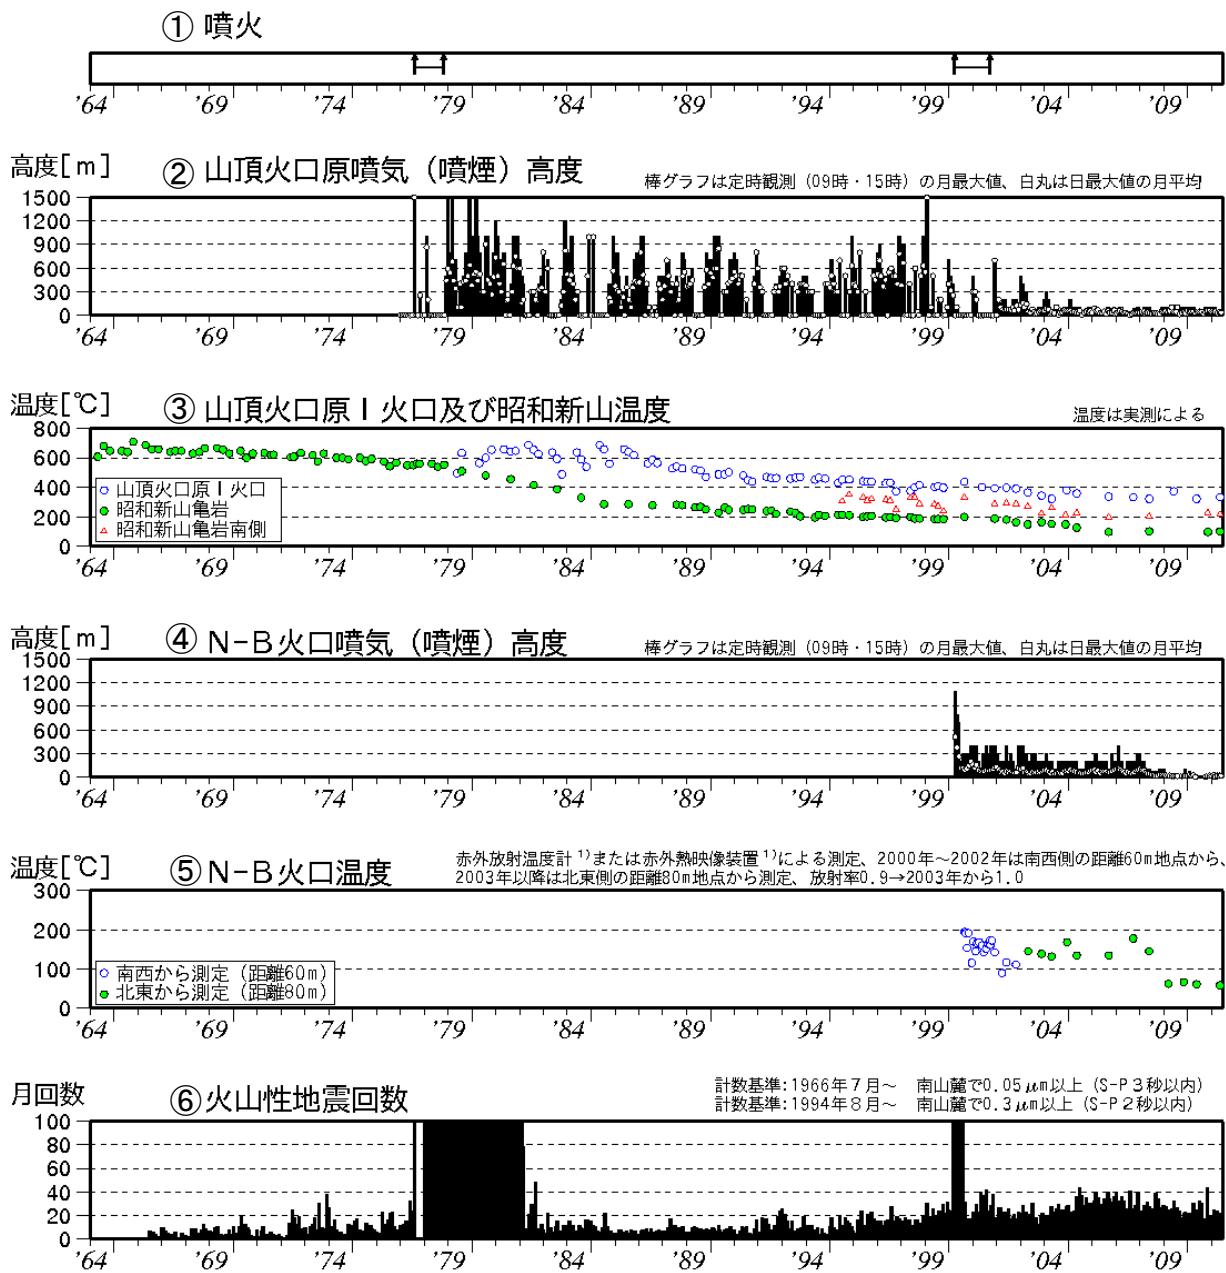 ① 噴火
'64 '69 '74 '79 '84 '89 '94 '99 '04 '09
高度[m] ② 山頂火口原噴気（噴煙）高度
棒グラフは定時観測（09時・15時）の月最大値、白丸は日最大値の月平均
1500
1200
900
600
300
0
'64 '69 '74 '79 '84 '89 '94 '99 '04 '09
温度[℃] ③ 山頂火口原Ⅰ火口及び昭和新山温度
温度は実測による
800
600
400
200
0
山頂火口原Ⅰ火口
昭和新山亀岩
昭和新山亀岩南側
'64 '69 '74 '79 '84 '89 '94 '99 '04 '09
高度[m] ④ N-B火口噴気（噴煙）高度
棒グラフは定時観測（09時・15時）の月最大値、白丸は日最大値の月平均
1500
1200
900
600
300
0
'64 '69 '74 '79 '84 '89 '94 '99 '04 '09
温度[℃] ⑤ N-B火口温度
赤外放射温度計1)または赤外熱映像装置1)による測定、2000年～2002年は南西側の距離60m地点から、
2003年以降は北東側の距離80m地点から測定、放射率0.9→2003年から1.0
300
200
100
0
南西から測定（距離60m）
北東から測定（距離80m）
'64 '69 '74 '79 '84 '89 '94 '99 '04 '09
月回数 ⑥ 火山性地震回数
計数基準:1966年7月～ 南山麓で0.05μm以上（S-P3秒以内）
計数基準:1994年8月～ 南山麓で0.3μm以上（S-P2秒以内）
100
80
60
40
20
0
'64 '69 '74 '79 '84 '89 '94 '99 '04 '09